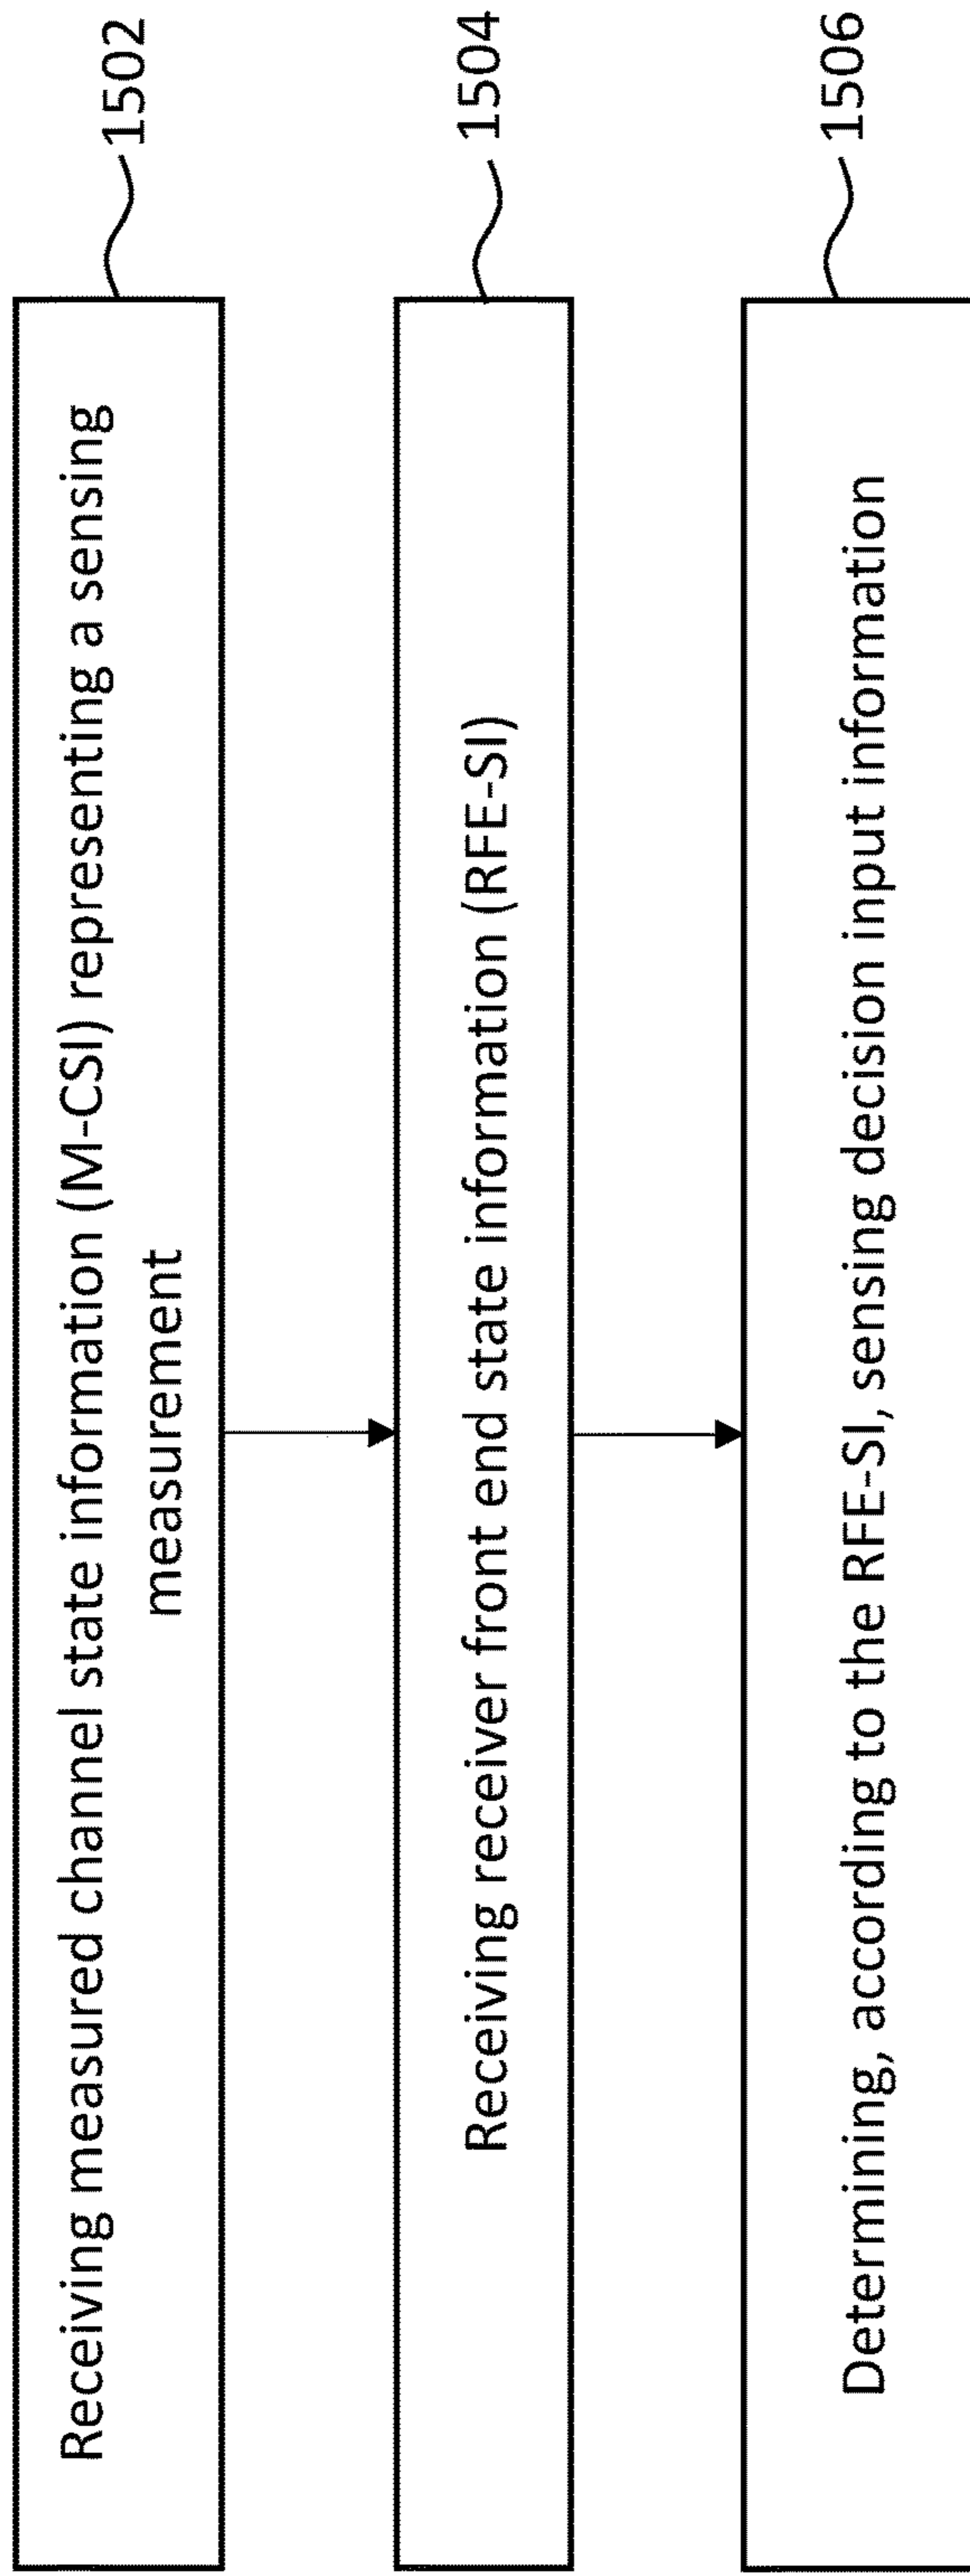 Receiving measured channel state information (M-CSI) representing a sensing
measurement
1502
Receiving receiver front end state information (RFE-SI)
1504
Determining, according to the RFE-SI, sensing decision input information
1506